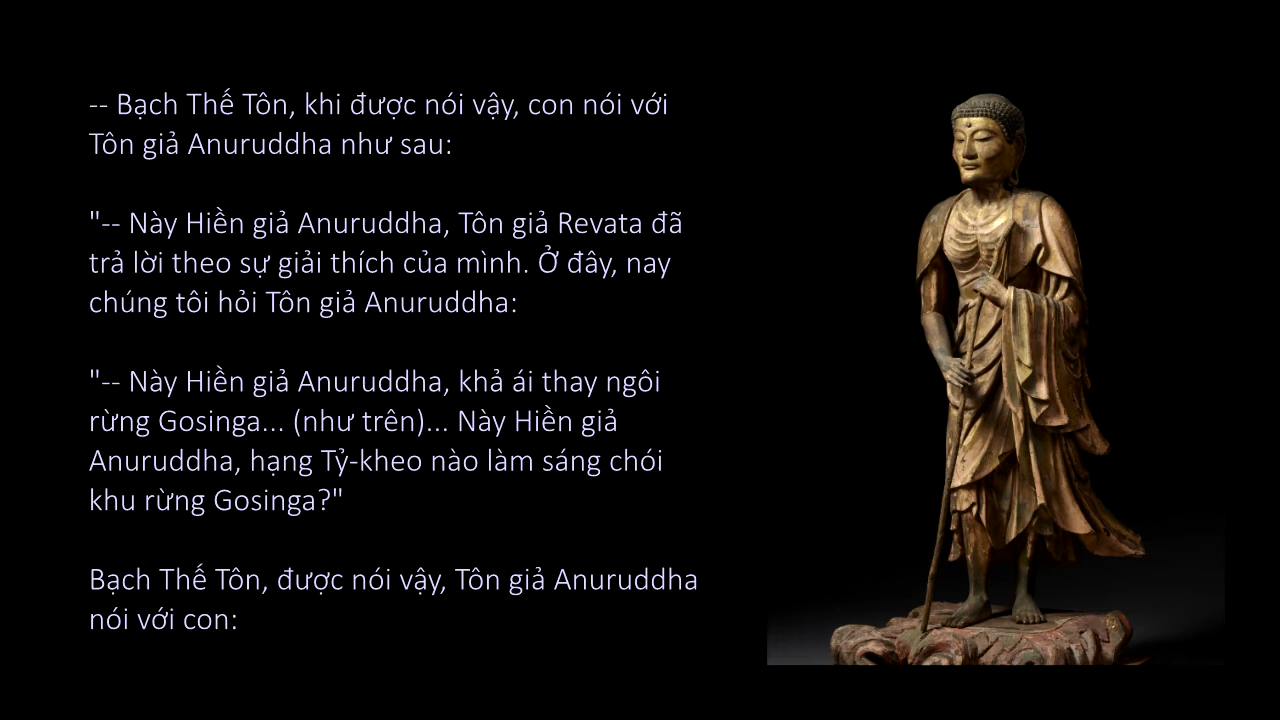 -- Bạch Thế Tôn, khi được nói vậy, con nói với
Tôn giả Anuruddha như sau:
"-- Này Hiền giả Anuruddha, Tôn giả Revata đã
trả lời theo sự giải thích của mình. Ở đây, nay
chúng tôi hỏi Tôn giả Anuruddha:
"-- Này Hiền giả Anuruddha, khả ái thay ngôi
rừng Gosinga... (như trên)... Này Hiền giả
Anuruddha, hạng Tỷ-kheo nào làm sáng chói
khu rừng Gosinga?"
Bạch Thế Tôn, được nói vậy, Tôn giả Anuruddha
nói với con: